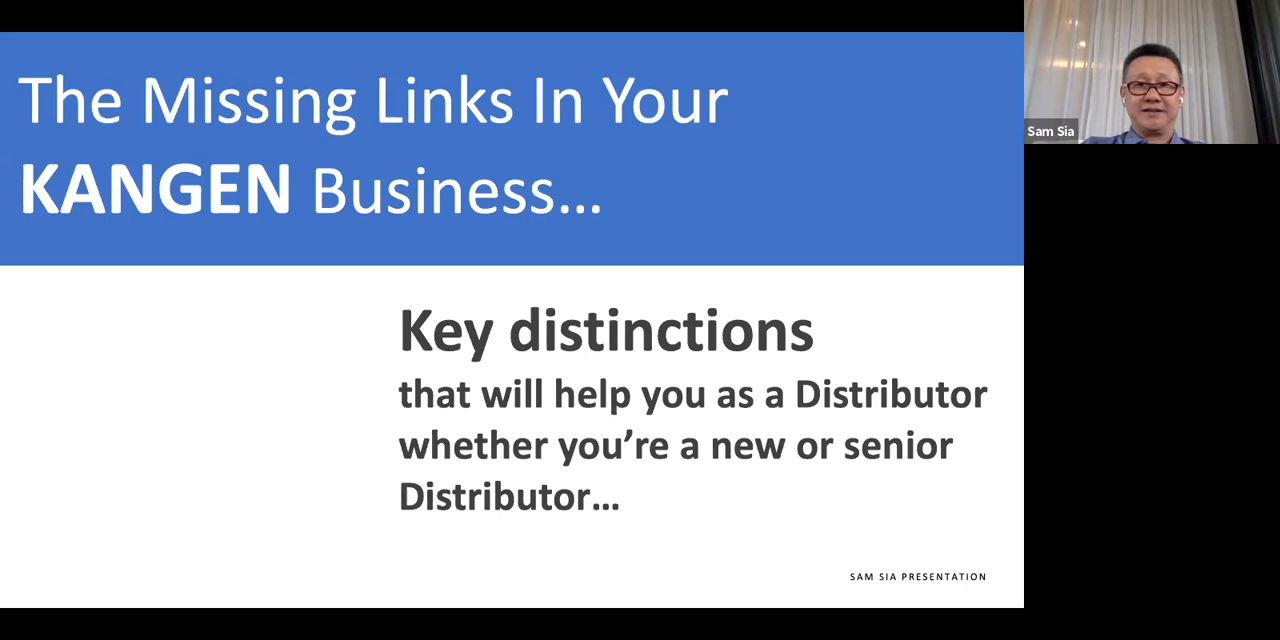 The Missing Links In Your
KANGEN Business...
Key distinctions
that will help you as a Distributor
whether you’re a new or senior
Distributor...
SAM SIA PRESENTATION
Sam Sia